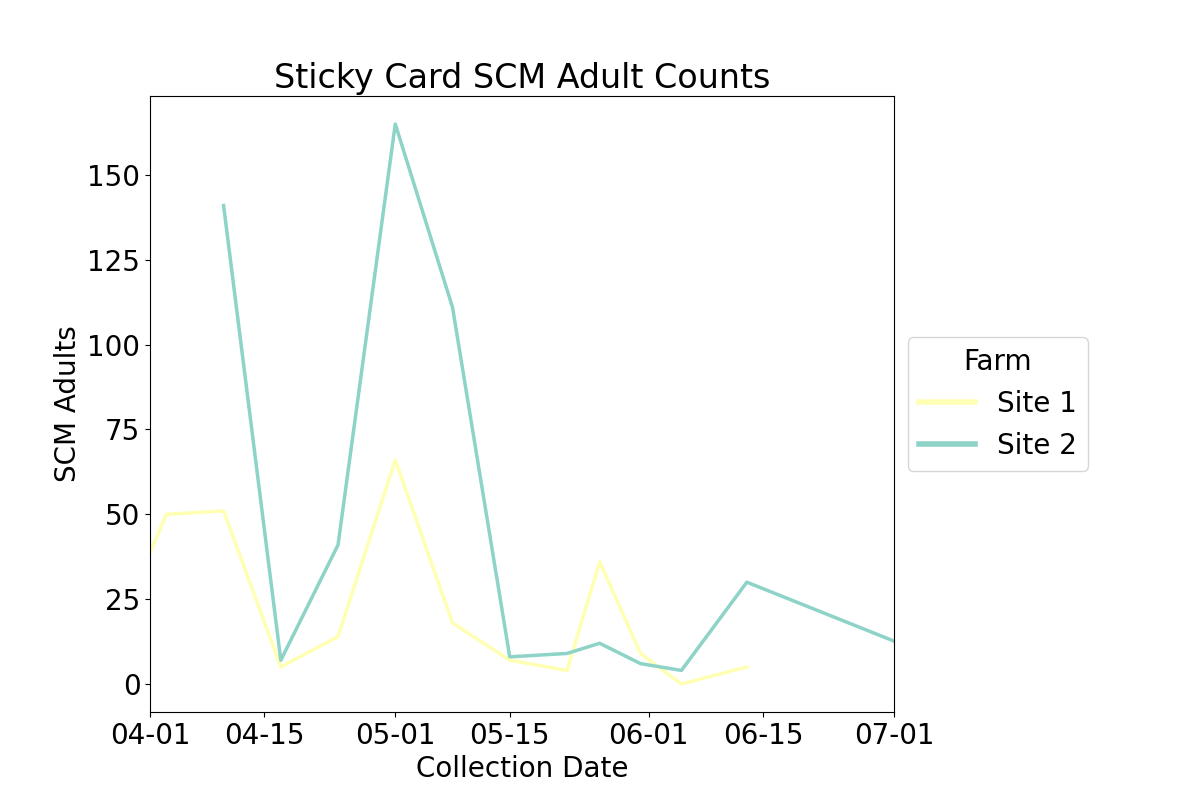 Sticky Card SCM Adult Counts
150
125
100
75
50
25
0
SCM Adults
04-01 04-15 05-01 05-15 06-01 06-15 07-01
Collection Date
Farm
Site 1
Site 2